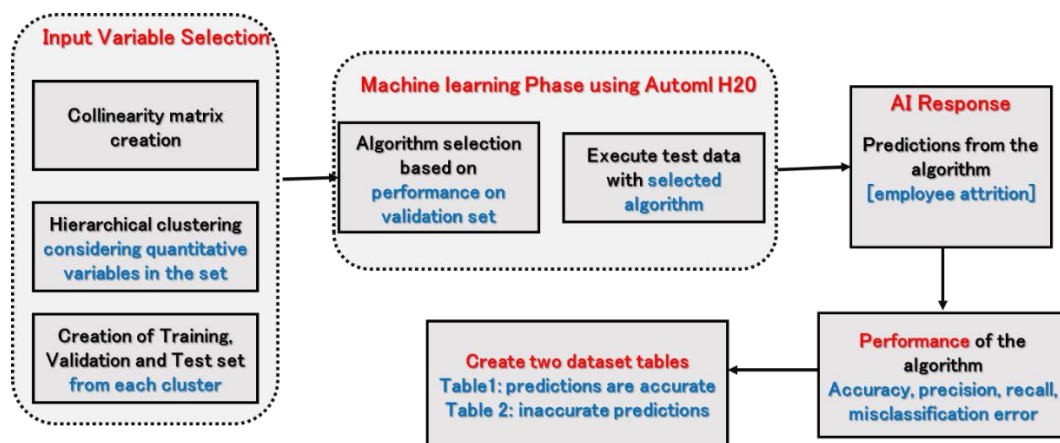 Input Variable Selection
Collinearity matrix
creation
Hierarchical clustering
considering quantitative
variables in the set
Creation of Training,
Validation and Test set
from each cluster
Machine learning Phase using Automl H20
Algorithm selection
based on
performance on
validation set
Execute test data
with selected
algorithm
AI Response
Predictions from the
algorithm
[employee attrition]
Performance of the
algorithm
Accuracy, precision, recall,
misclassification error
Create two dataset tables
Table1: predictions are accurate
Table 2: inaccurate predictions